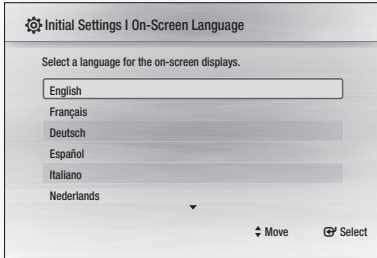 Initial Settings I On-Screen Language
Select a language for the on-screen displays.
English
Français
Deutsch
Español
Italiano
Nederlands
Move Select